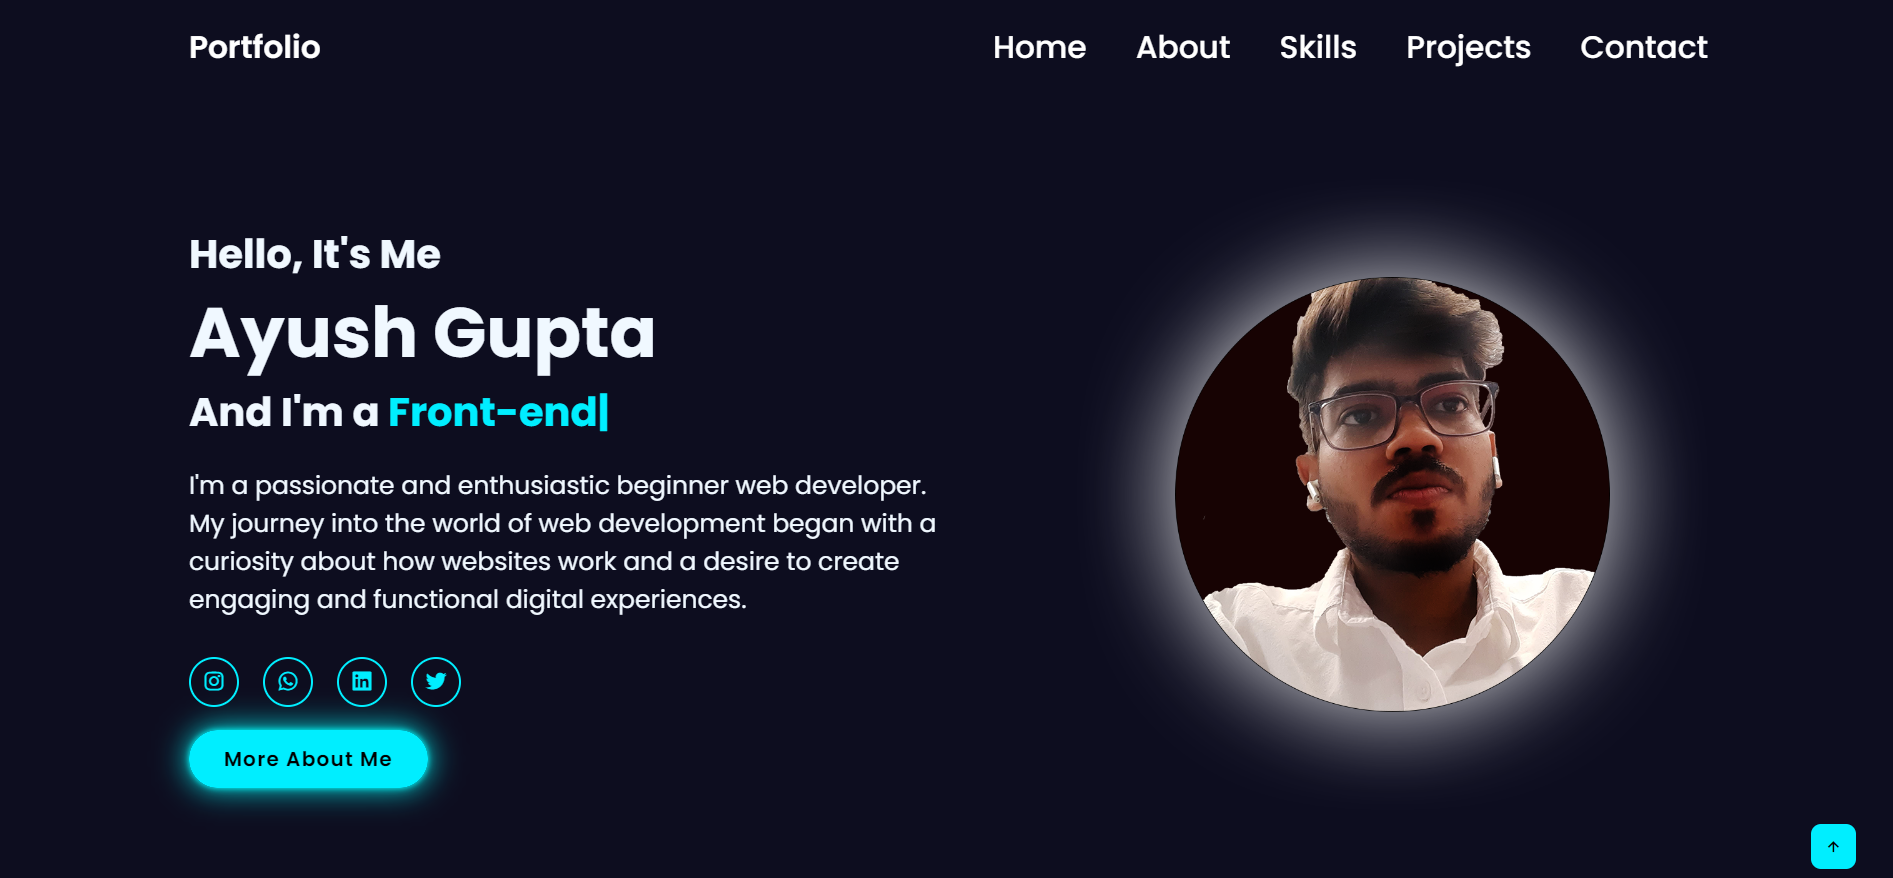 Portfolio
Home About Skills Projects Contact
Hello, It's Me
Ayush Gupta
And I'm a Front-end|
I'm a passionate and enthusiastic beginner web developer.
My journey into the world of web development began with a
curiosity about how websites work and a desire to create
engaging and functional digital experiences.
More About Me